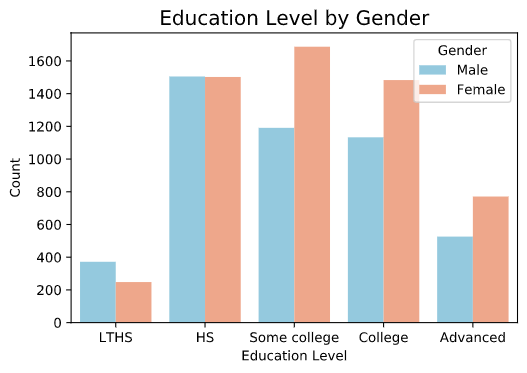 Education Level by Gender
Gender
Male
Female
1600
1400
1200
1000
800
600
400
200
0
Count
LTHS HS Some college College Advanced
Education Level